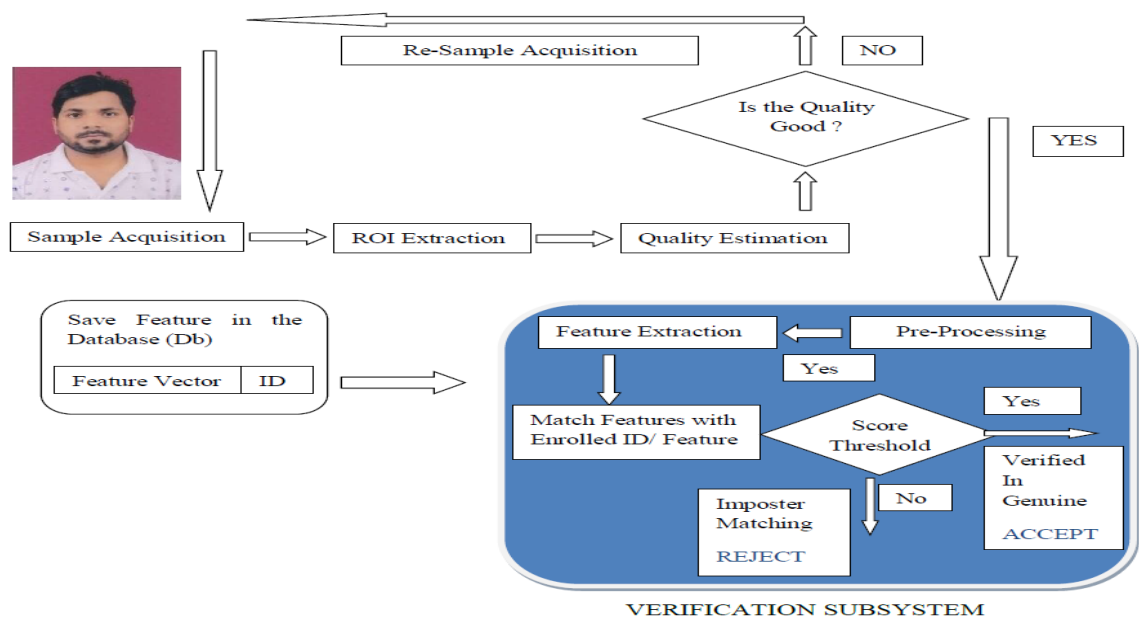 Re-Sample Acquisition
NO
Is the Quality
Good ?
YES
Sample Acquisition
ROI Extraction
Quality Estimation
Save Feature in the
Database (Db)
Feature Vector
ID
Feature Extraction
Pre-Processing
Yes
Match Features with
Enrolled ID/ Feature
Score
Threshold
Yes
Verified
In
Genuine
ACCEPT
No
Imposter
Matching
REJECT
VERIFICATION SUBSYSTEM